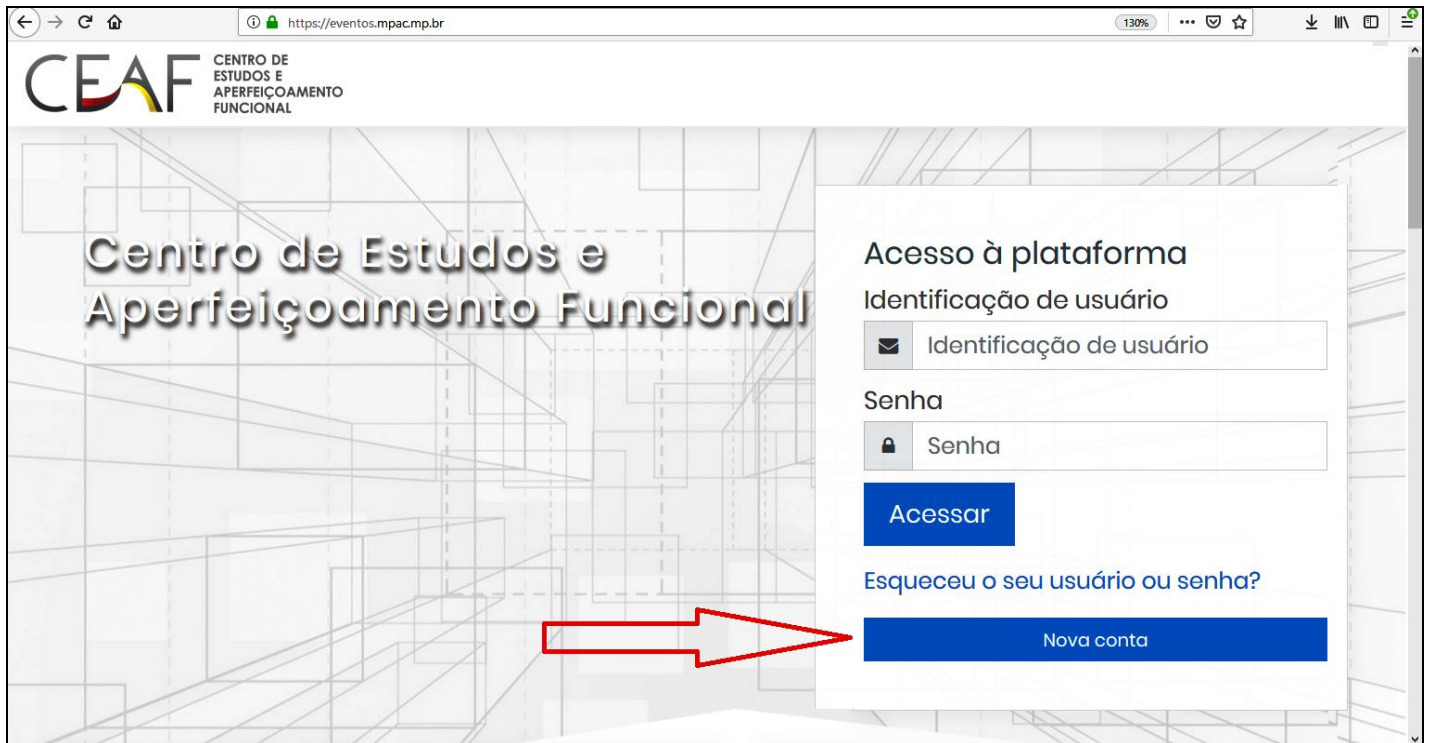 https://eventos.mpac.mp.br
130%
CEAF
CENTRO DE
ESTUDOS E
APERFEIÇOAMENTO
FUNCIONAL
Centro de Estudos e
Aperfeiçoamento Funcional
Acesso à plataforma
Identificação de usuário
Identificação de usuário
Senha
Senha
Acessar
Esqueceu o seu usuário ou senha?
Nova conta